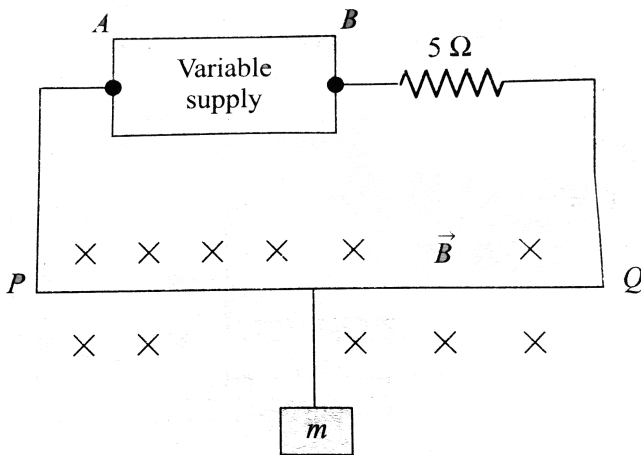 A
B
5 Ω
Variable
supply
× × × × × B⃗ ×
P
Q
× × × × ×
m